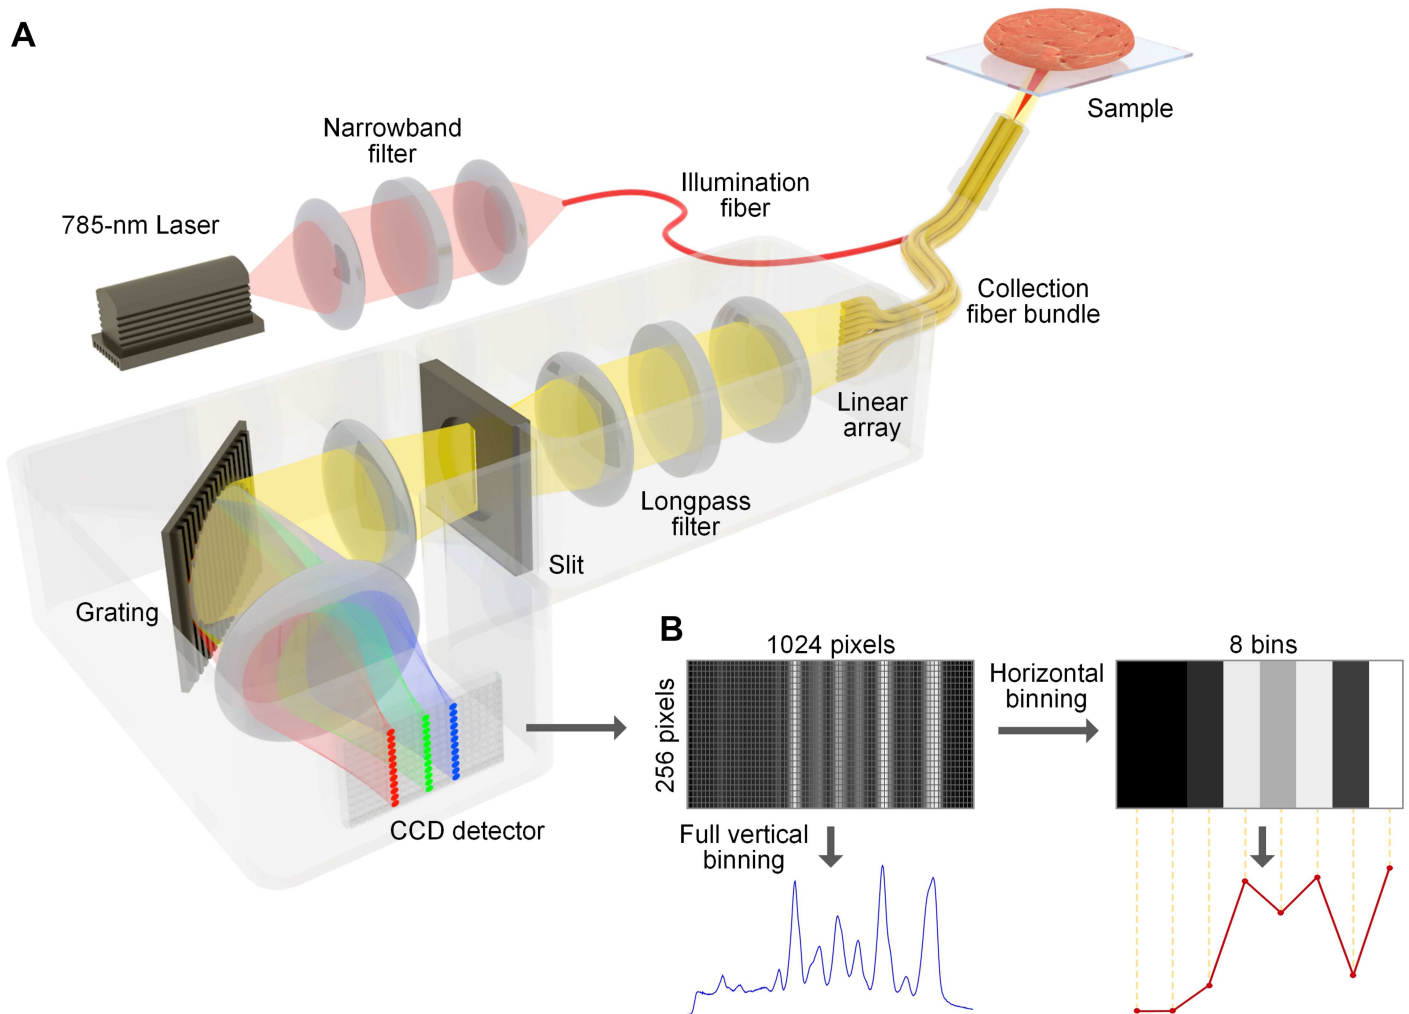 A
Sample
Narrowband
filter
Illumination
fiber
785-nm Laser
Collection
fiber bundle
Linear
array
Longpass
filter
Slit
Grating
CCD detector
B
1024 pixels
256 pixels
Horizontal
binning
8 bins
Full vertical
binning